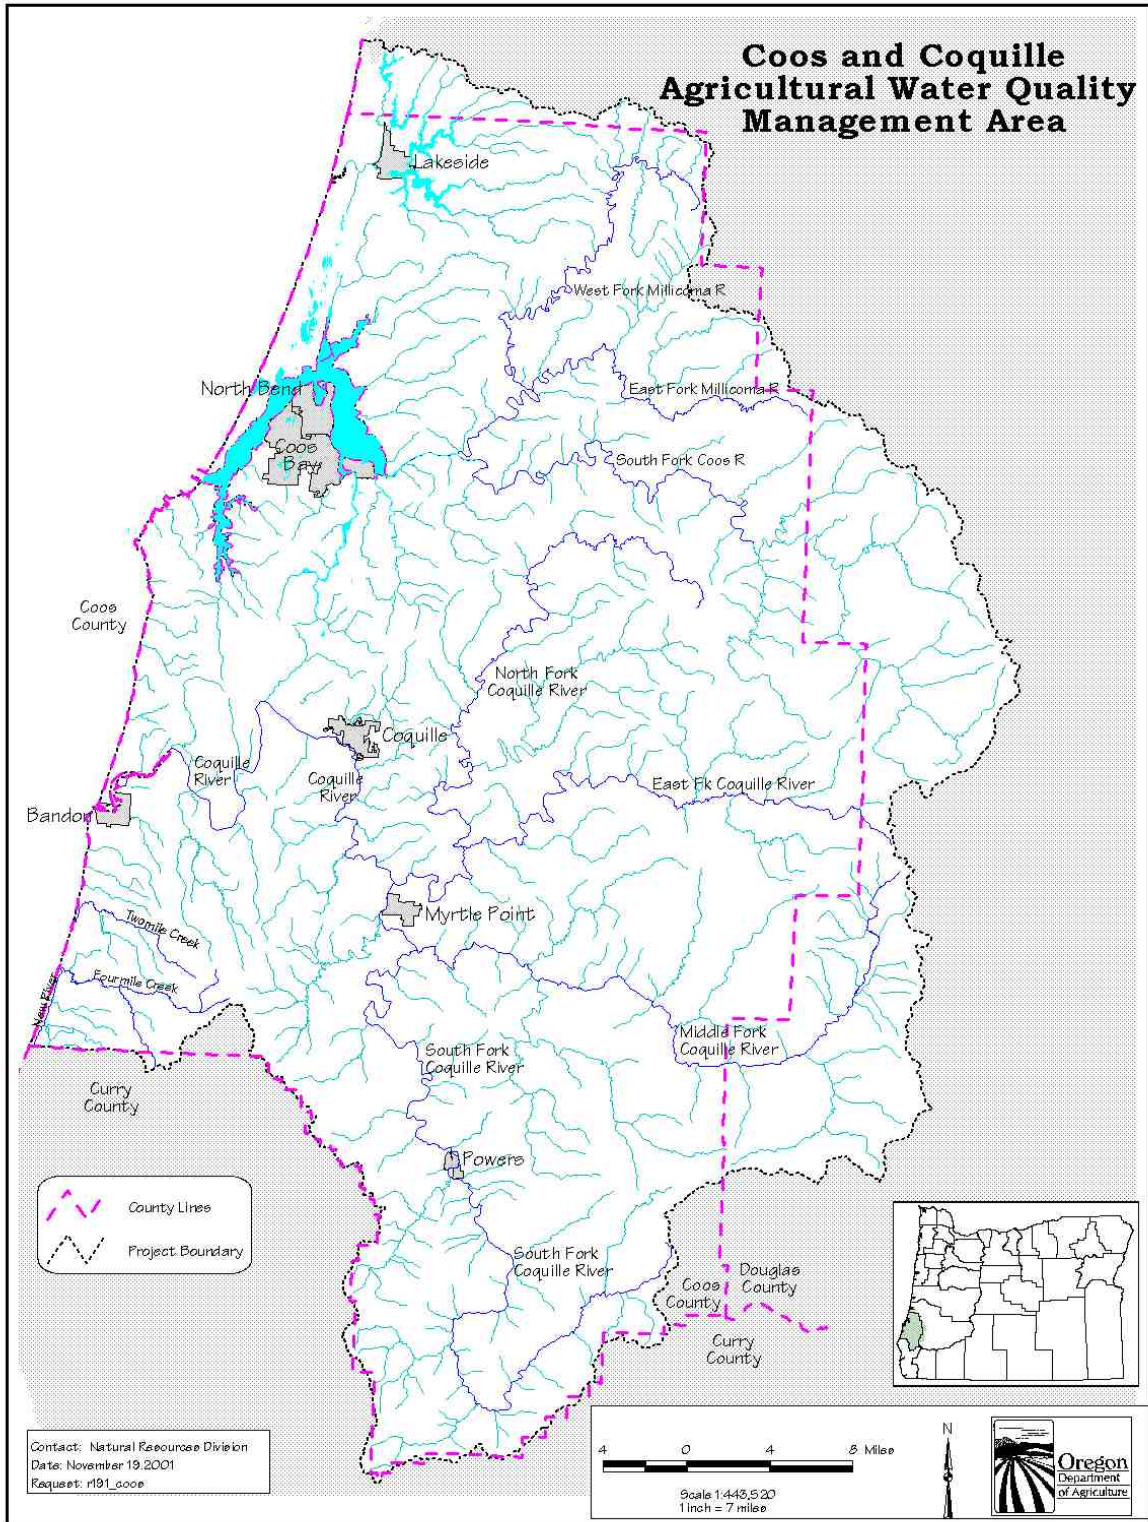 Coos and Coquille
Agricultural Water Quality
Management Area
Lakeside
West Fork Millicoma R
North Bend
East Fork Millicoma R
Coos
Bay
South Fork Coos R
Coos
County
North Fork
Coquille River
Coquille
Coquille
River
Coquille
River
East Fk Coquille River
Bandon
Myrtle Point
Twomile Creek
Fourmile Creek
New River
Middle Fork
Coquille River
South Fork
Coquille River
Curry
County
Powers
County Lines
Project Boundary
South Fork
Coquille River
Coos
County
Douglas
County
Curry
County
Contact: Natural Resources Division
Date: November 19,2001
Request: r191_coos
4 0 4 8 Miles
Scale 1:443,520
1 inch = 7 miles
N
Oregon
Department
of Agriculture